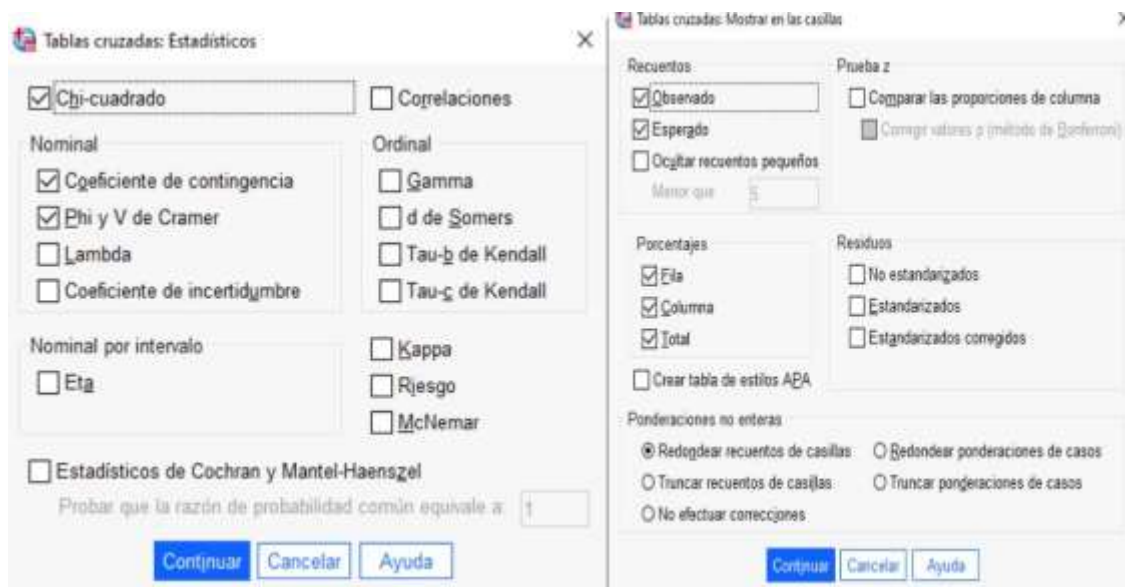 Tablas cruzadas: Estadísticos
Chi-cuadrado
Correlaciones
Nominal
Coeficiente de contingencia
Phi y V de Cramer
Lambda
Coeficiente de incertidumbre
Ordinal
Gamma
d de Somers
Tau-b de Kendall
Tau-c de Kendall
Nominal por intervalo
Eta
Kappa
Riesgo
McNemar
Estadísticos de Cochran y Mantel-Haenszel
Probar que la razón de probabilidad común equivale a: 1
Continuar Cancelar Ayuda
Tablas cruzadas: Mostrar en las casillas
Recuentos
Observado
Esperado
Ocultar recuentos pequeños
Menor que 5
Prueba z
Comparar las proporciones de columna
Corregir valores p (método de Bonferroni)
Porcentajes
Fila
Columna
Total
Residuos
No estandarizados
Estandarizados
Estandarizados corregidos
Crear tabla de estilos APA
Ponderaciones no enteras
Redondear recuentos de casillas
Redondear ponderaciones de casos
Truncar recuentos de casillas
Truncar ponderaciones de casos
No efectuar correcciones
Continuar Cancelar Ayuda